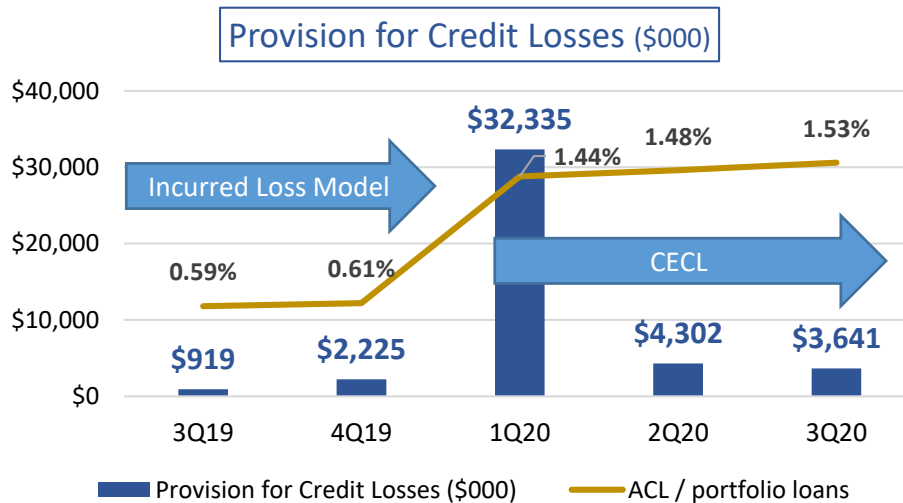 Provision for Credit Losses ($000)
$40,000
$30,000
$20,000
$10,000
$0
$32,335
1.44%
1.48%
1.53%
Incurred Loss Model
CECL
0.59%
0.61%
$919
$2,225
$4,302
$3,641
3Q19
4Q19
1Q20
2Q20
3Q20
Provision for Credit Losses ($000)
ACL / portfolio loans